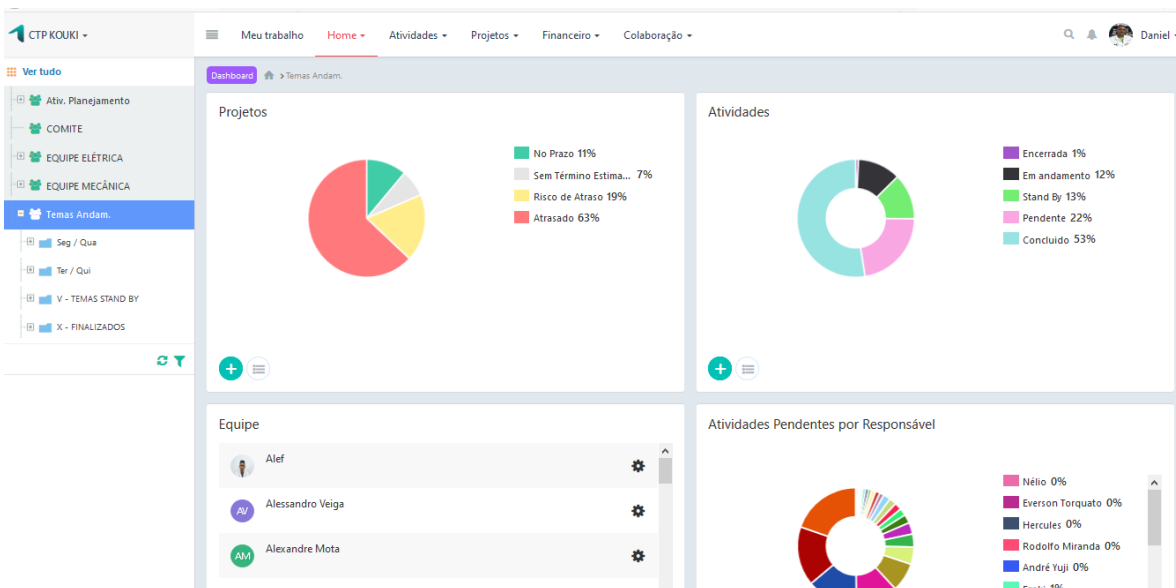 CTP KOUKI
Meu trabalho
Home
Atividades
Projetos
Financeiro
Colaboração
Daniel
Ver tudo
Ativ. Planejamento
COMITE
EQUIPE ELÉTRICA
EQUIPE MECÂNICA
Temas Andam.
Seg / Qua
Ter / Qui
V - TEMAS STAND BY
X - FINALIZADOS
Dashboard > Temas Andam.
Projetos
No Prazo 11%
Sem Término Estima... 7%
Risco de Atraso 19%
Atrasado 63%
Atividades
Encerrada 1%
Em andamento 12%
Stand By 13%
Pendente 22%
Concluido 53%
Equipe
Alef
AV Alessandro Veiga
AM Alexandre Mota
Atividades Pendentes por Responsável
Nélio 0%
Everson Torquato 0%
Hercules 0%
Rodolfo Miranda 0%
André Yuji 0%